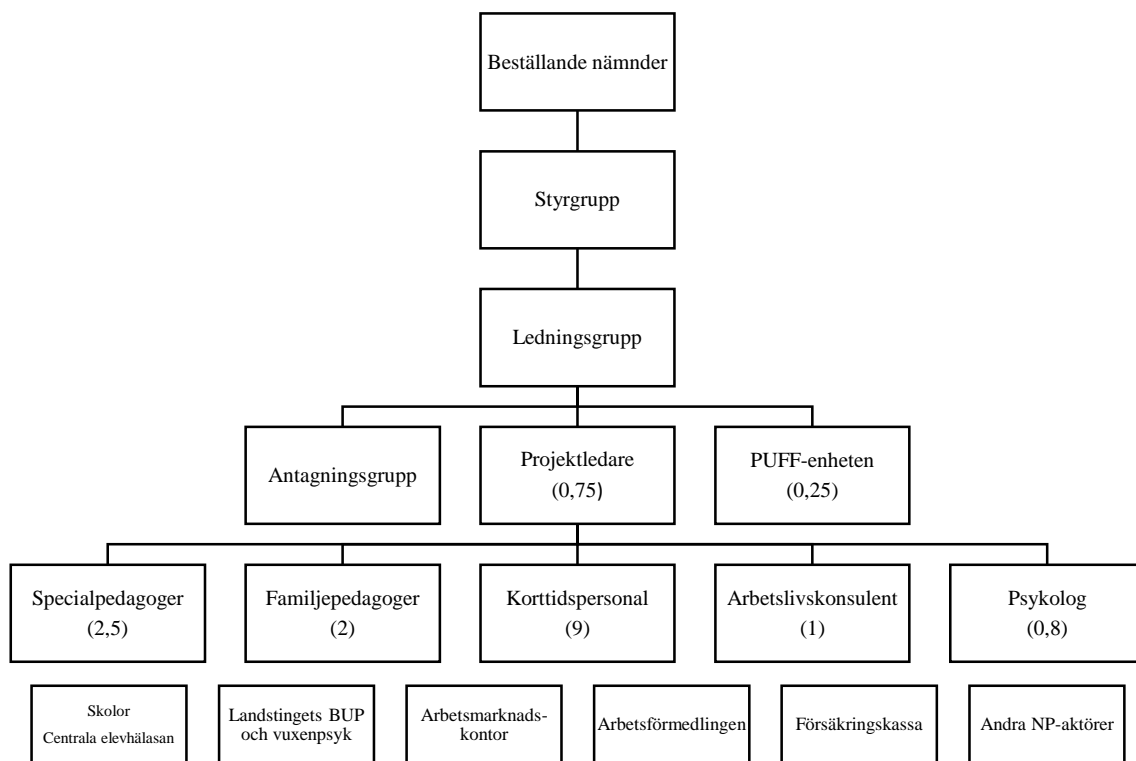 Beställande nämnder
Styrgrupp
Ledningsgrupp
Antagningsgrupp
Projektledare
(0,75)
PUFF-enheten
(0,25)
Specialpedagoger
(2,5)
Familjepedagoger
(2)
Korttidspersonal
(9)
Arbetslivskonsulent
(1)
Psykolog
(0,8)
Skolor
Centrala elevhälasan
Landstingets BUP
och vuxenpsyk
Arbetsmarknads-
kontor
Arbetsförmedlingen
Försäkringskassa
Andra NP-aktörer